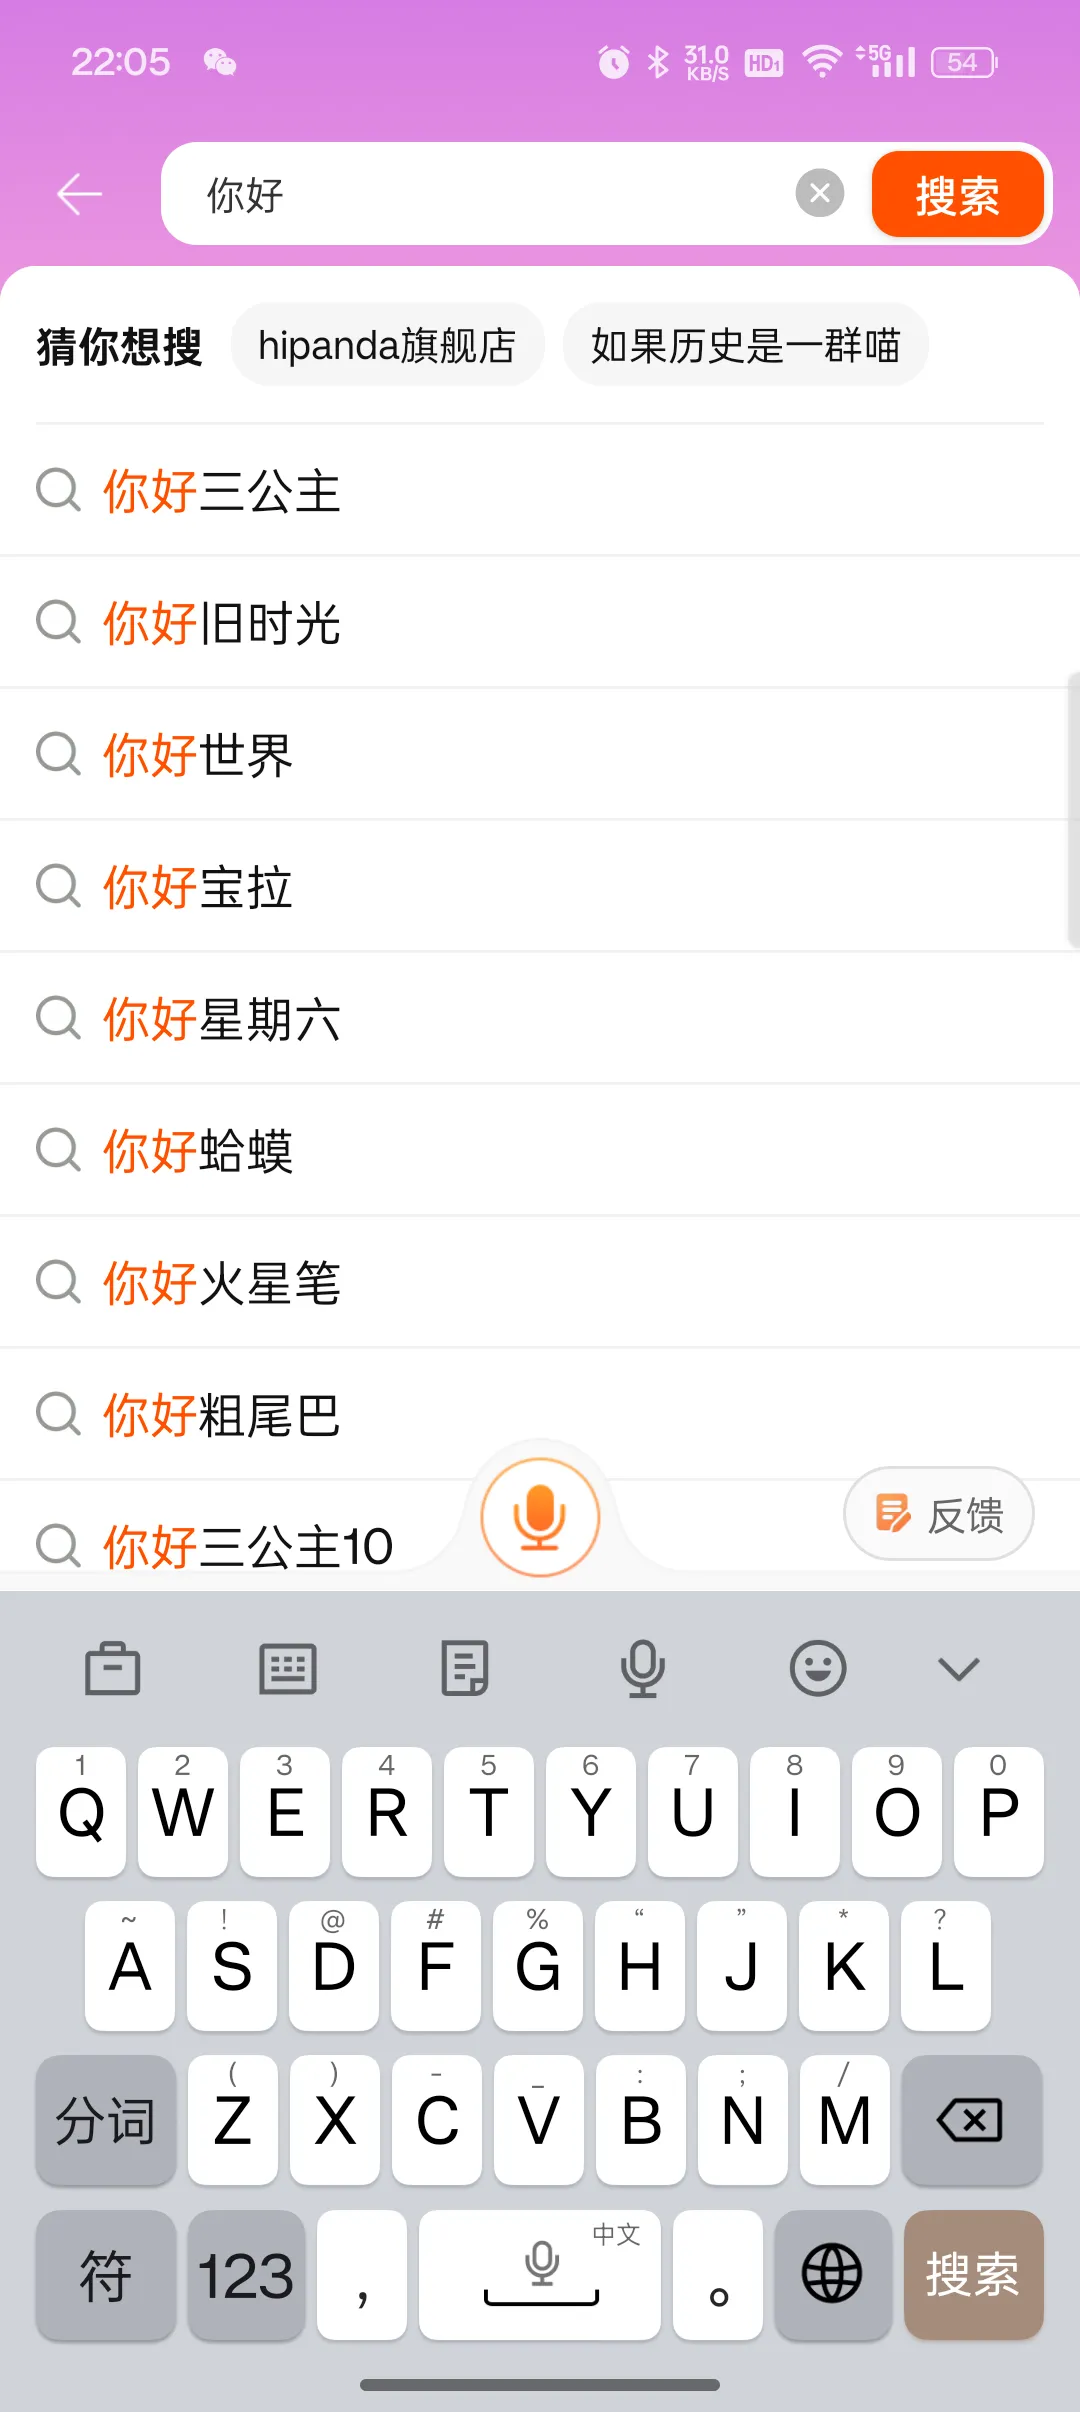 22:05 31.0 KB/S HD1 5G 54
你好 搜索
猜你想搜 hipanda旗舰店 如果历史是一群喵
你好三公主
你好旧时光
你好世界
你好宝拉
你好星期六
你好蛤蟆
你好火星笔
你好粗尾巴
你好三公主10
反馈
1 2 3 4 5 6 7 8 9 0
Q W E R T Y U I O P
~ ! @ # % “ ” * ?
A S D F G H J K L
( ) - _ : ; /
分词 Z X C V B N M
中文
符 123 , 。 搜索